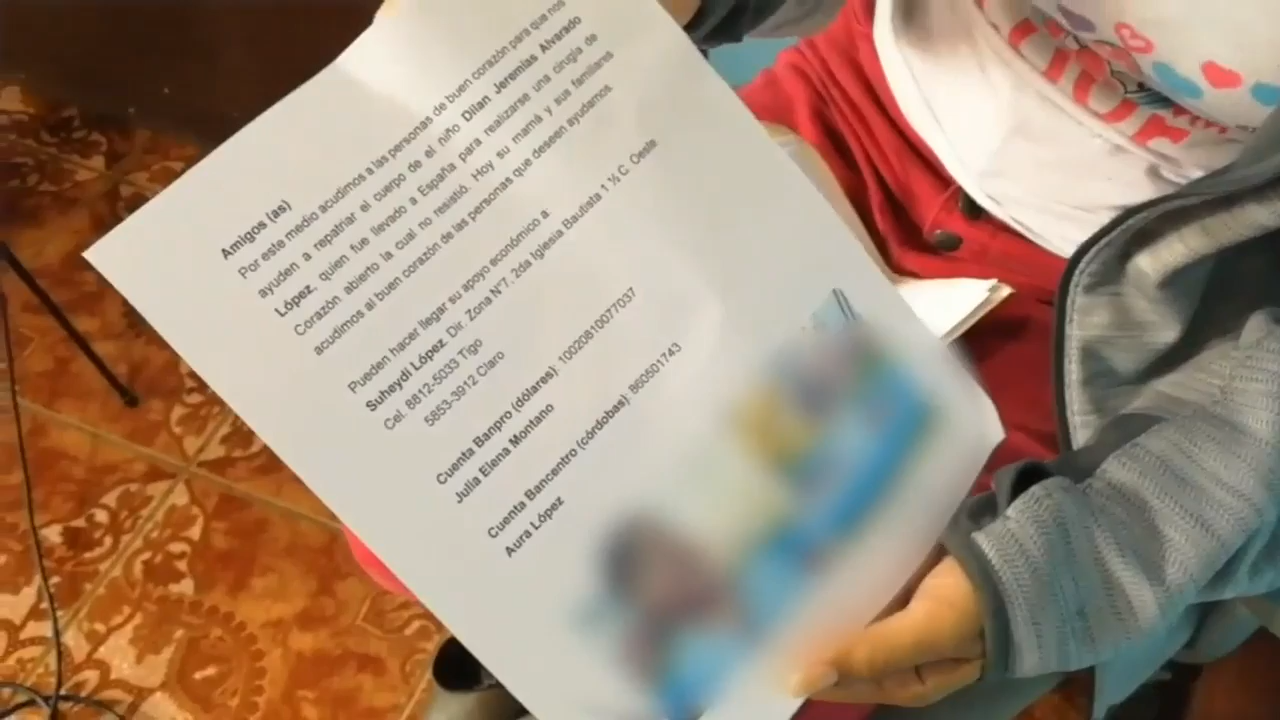 Amigos (as)
Por este medio acudimos a las personas de buen corazón para que nos
ayuden a repatriar el cuerpo de el niño Dilian Jeremías Alvarado
López, quien fue llevado a España para realizarse una cirugía de
Corazón abierto la cual no resistió. Hoy su mamá y sus familiares
acudimos al buen corazón de las personas que deseen ayudarnos.
Pueden hacer llegar su apoyo económico a:
Suheydi López. Dir. Zona N°7. 2da Iglesia Bautista 1 ½ C. Oeste
Cel. 8812-5033 Tigo
5853-3912 Claro
Cuenta Banpro (dólares): 10020810077037
Julia Elena Montano
Cuenta Bancentro (córdobas): 860501743
Aura López